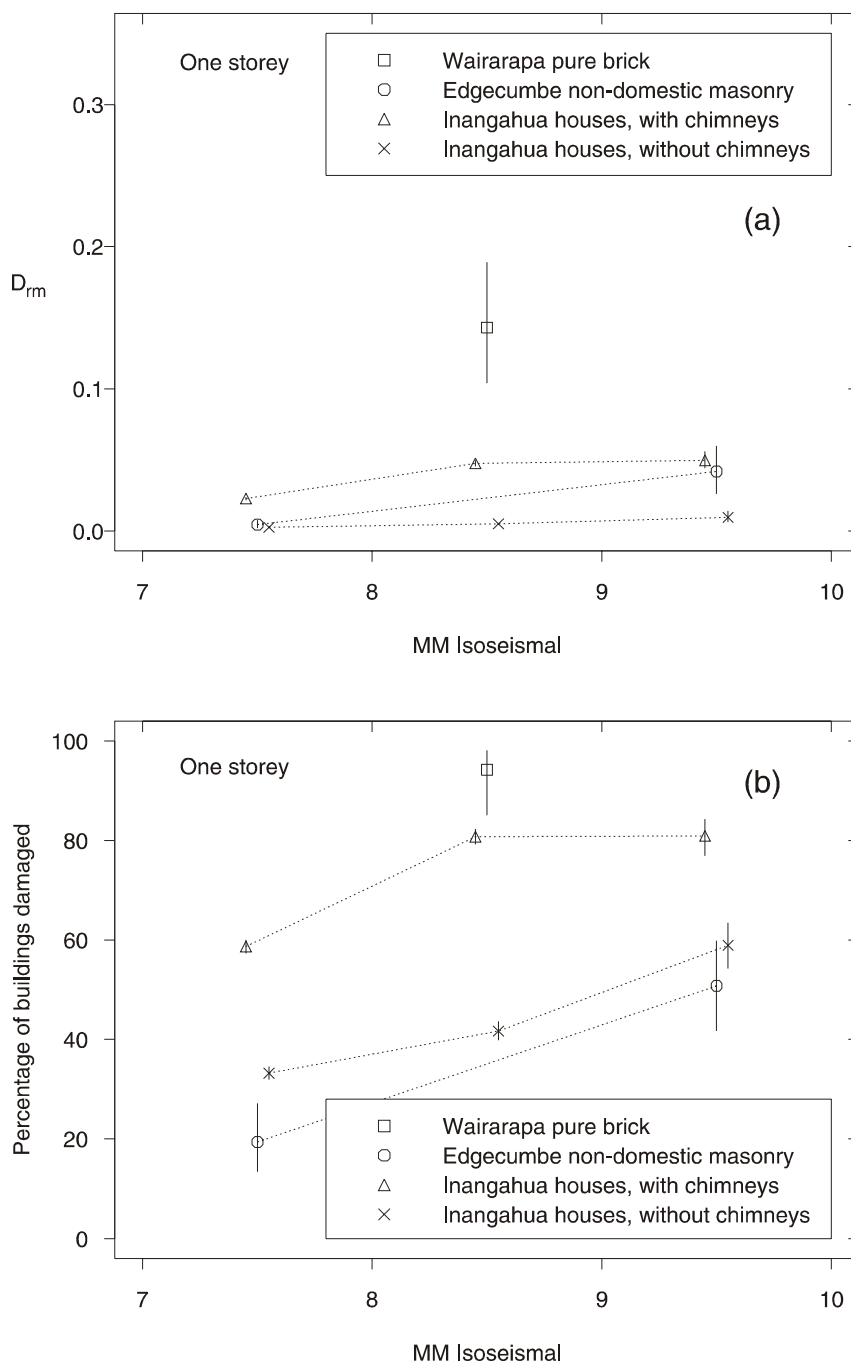 One storey
Wairarapa pure brick
Edgecumbe non-domestic masonry
Inangahua houses, with chimneys
Inangahua houses, without chimneys
(a)
0.3
0.2
D_rm
0.1
0.0
7 8 9 10
MM Isoseismal
100
One storey
(b)
80
Percentage of buildings damaged
60
40
20
0
Wairarapa pure brick
Edgecumbe non-domestic masonry
Inangahua houses, with chimneys
Inangahua houses, without chimneys
7 8 9 10
MM Isoseismal